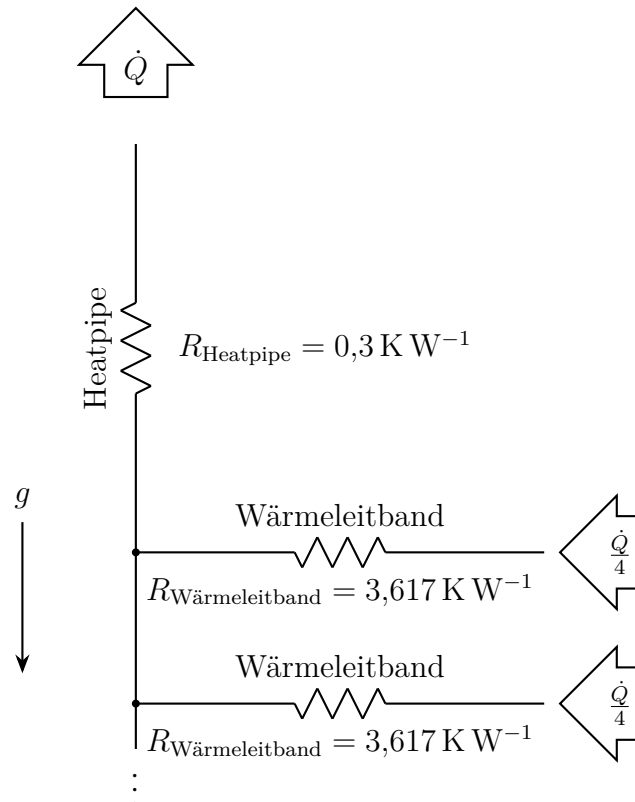 Q̇
Heatpipe
R_Heatpipe = 0,3 K W⁻¹
g
Wärmeleitband
Q̇/4
R_Wärmeleitband = 3,617 K W⁻¹
Wärmeleitband
Q̇/4
R_Wärmeleitband = 3,617 K W⁻¹
⋮